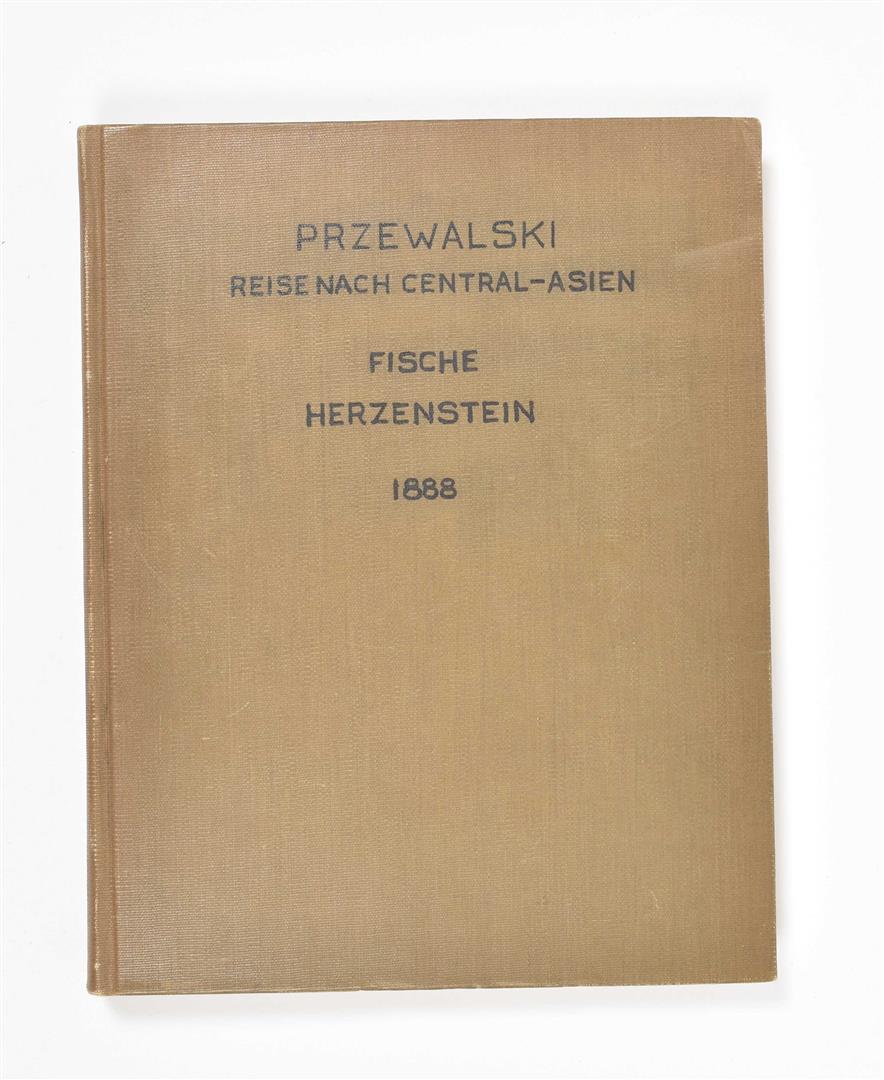 PRZEWALSKI
REISE NACH CENTRAL-ASIEN
FISCHE
HERZENSTEIN
1888